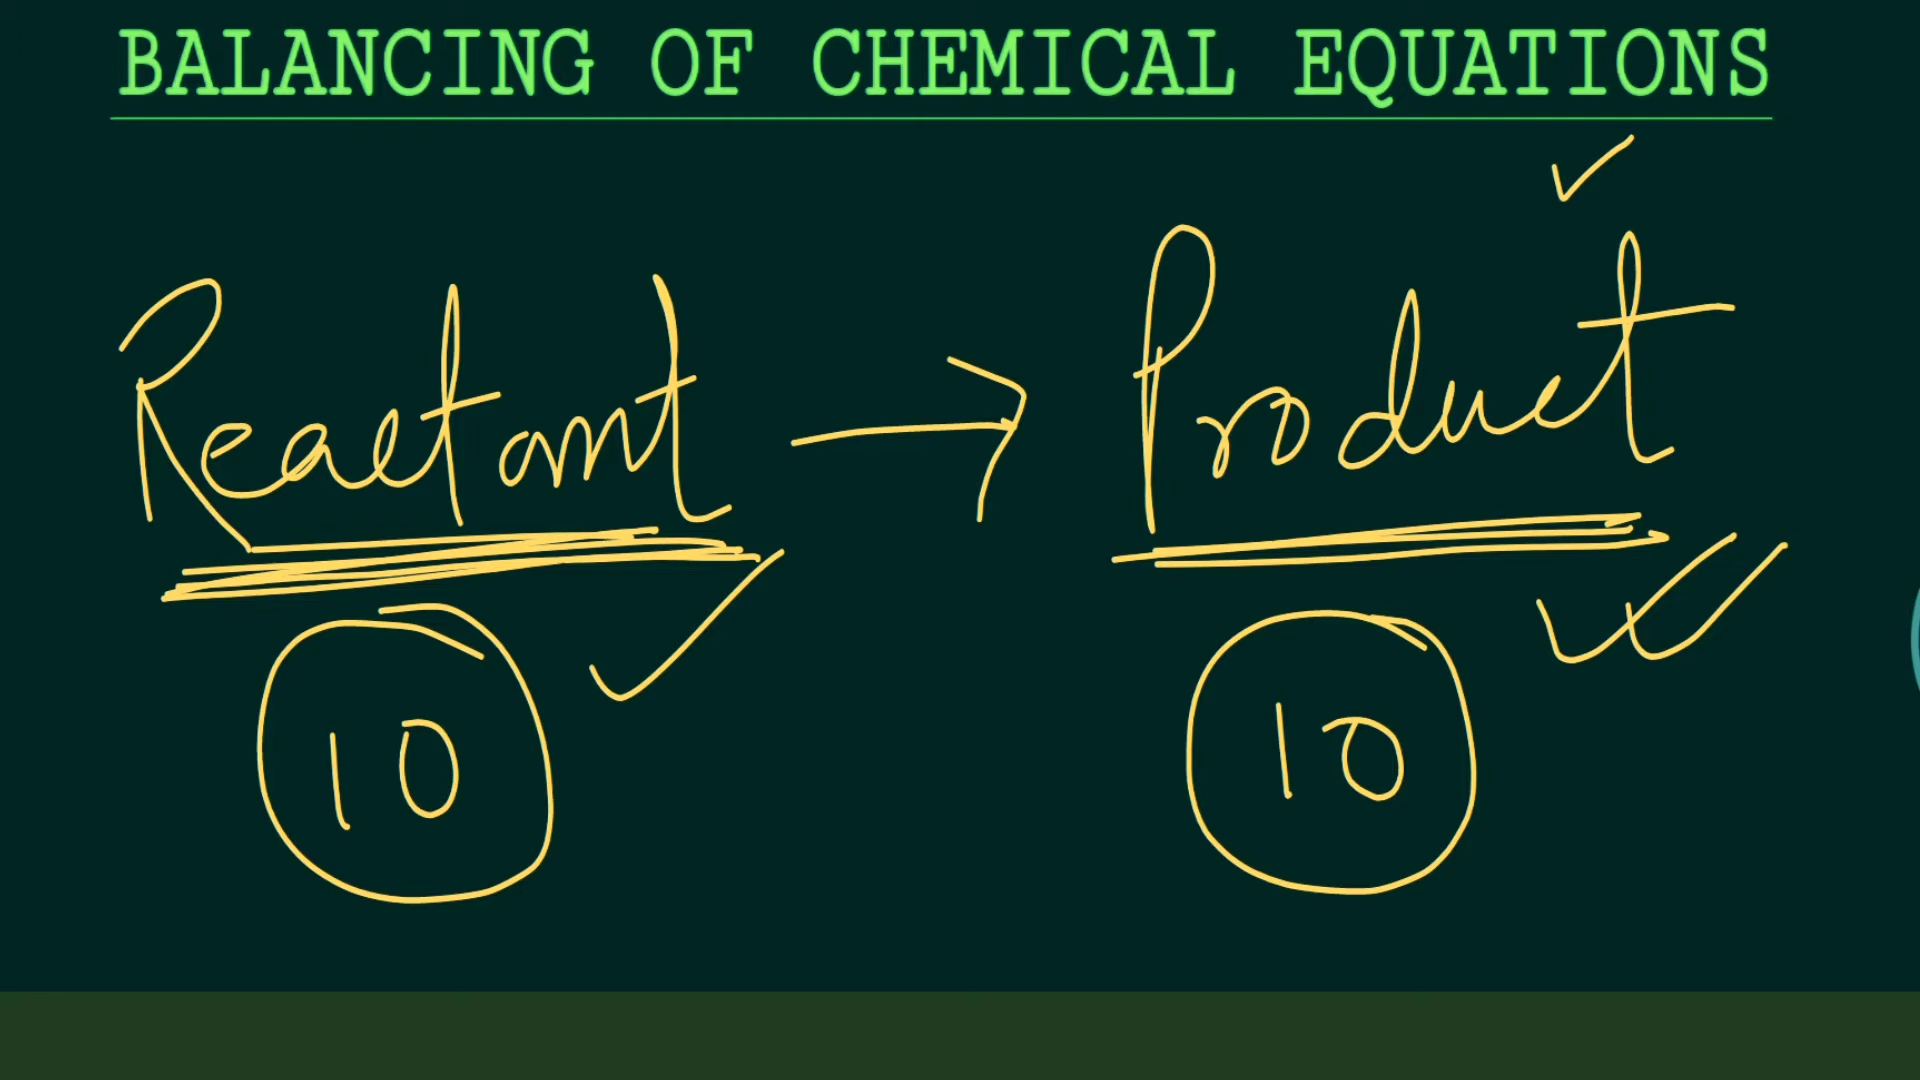 BALANCING OF CHEMICAL EQUATIONS
Reactant → Product
10 10